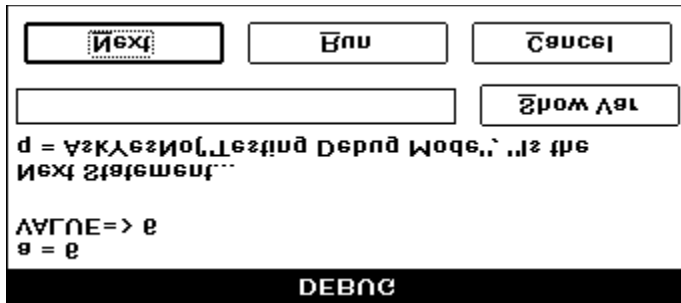 DEBUG
a = 6
VALUE=> 6
Next Statement...
q = AskYesNo("Testing Debug Mode", "Is the
Show Var
Next
Run
Cancel